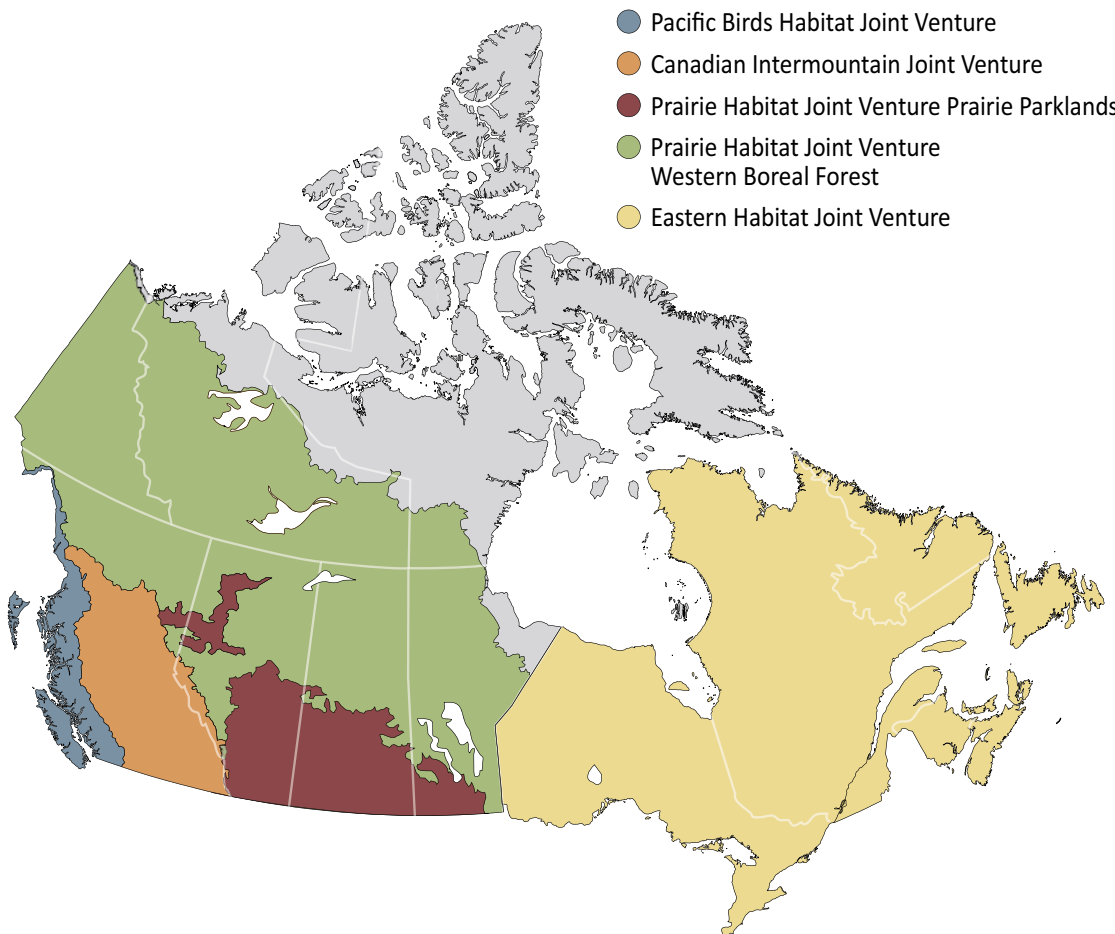 Pacific Birds Habitat Joint Venture
Canadian Intermountain Joint Venture
Prairie Habitat Joint Venture Prairie Parklands
Prairie Habitat Joint Venture
Western Boreal Forest
Eastern Habitat Joint Venture